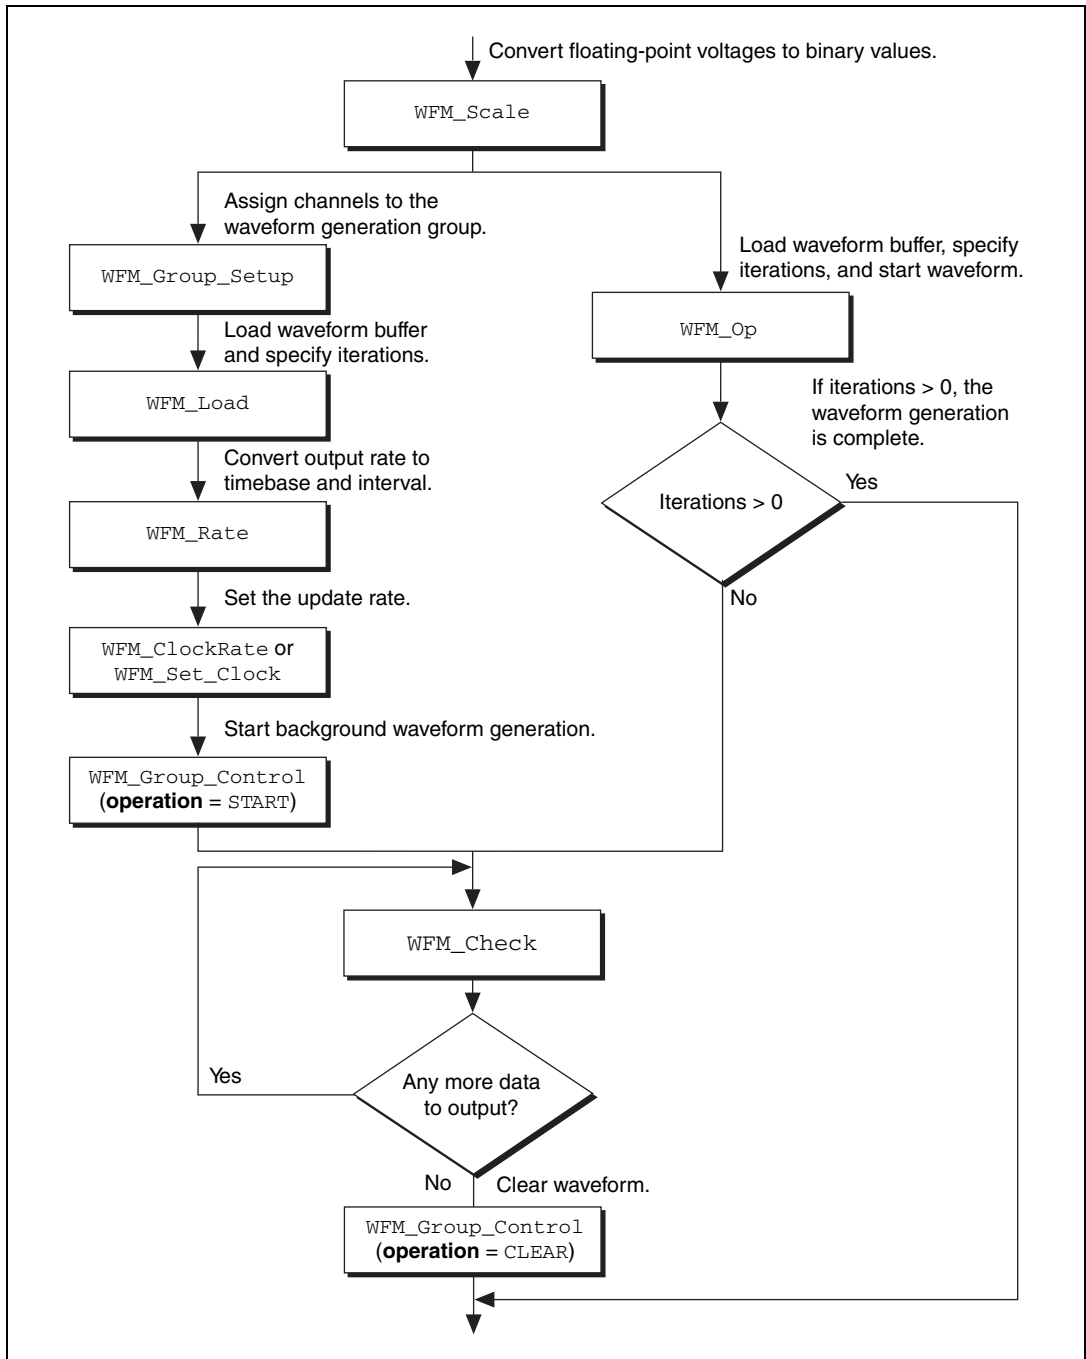 Convert floating-point voltages to binary values.
WFM_Scale
Assign channels to the
waveform generation group.
WFM_Group_Setup
Load waveform buffer
and specify iterations.
WFM_Load
Convert output rate to
timebase and interval.
WFM_Rate
Set the update rate.
WFM_ClockRate or
WFM_Set_Clock
Start background waveform generation.
WFM_Group_Control
(operation = START)
Load waveform buffer, specify
iterations, and start waveform.
WFM_Op
If iterations > 0, the
waveform generation
is complete.
Iterations > 0
Yes
No
WFM_Check
Any more data
to output?
Yes
No
Clear waveform.
WFM_Group_Control
(operation = CLEAR)